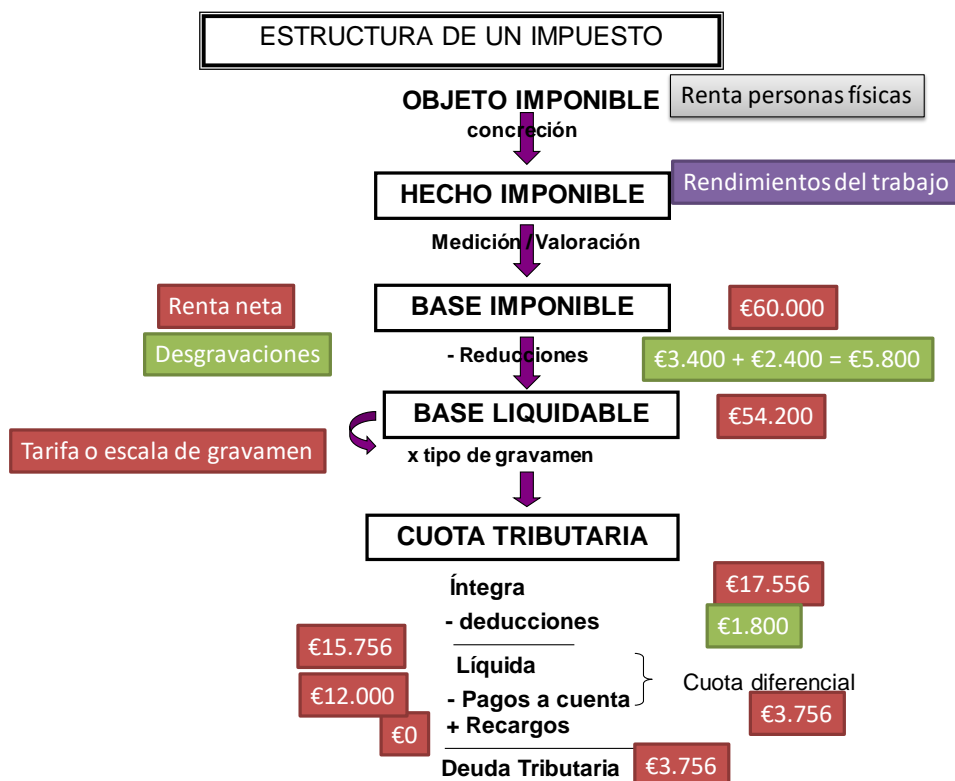 ESTRUCTURA DE UN IMPUESTO
OBJETO IMPONIBLE
Renta personas físicas
concreción
HECHO IMPONIBLE
Rendimientos del trabajo
Medición / Valoración
Renta neta
BASE IMPONIBLE
€60.000
Desgravaciones
- Reducciones
€3.400 + €2.400 = €5.800
BASE LIQUIDABLE
€54.200
Tarifa o escala de gravamen
x tipo de gravamen
CUOTA TRIBUTARIA
Íntegra
€17.556
- deducciones
€1.800
€15.756
Líquida
Cuota diferencial
€12.000
- Pagos a cuenta
€3.756
€0
+ Recargos
Deuda Tributaria
€3.756